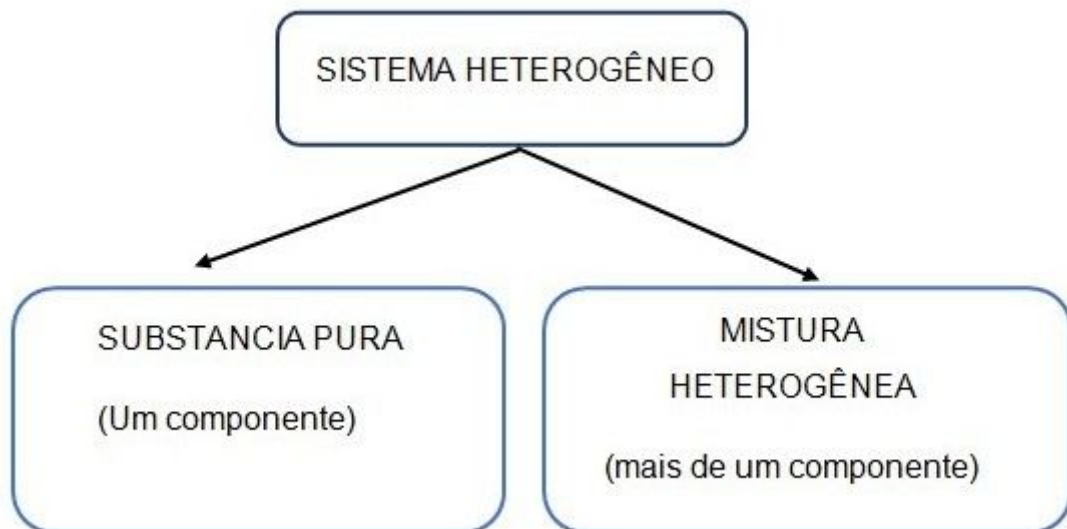 SISTEMA HETEROGÊNEO
SUBSTANCIA PURA
(Um componente)
MISTURA
HETEROGÊNEA
(mais de um componente)